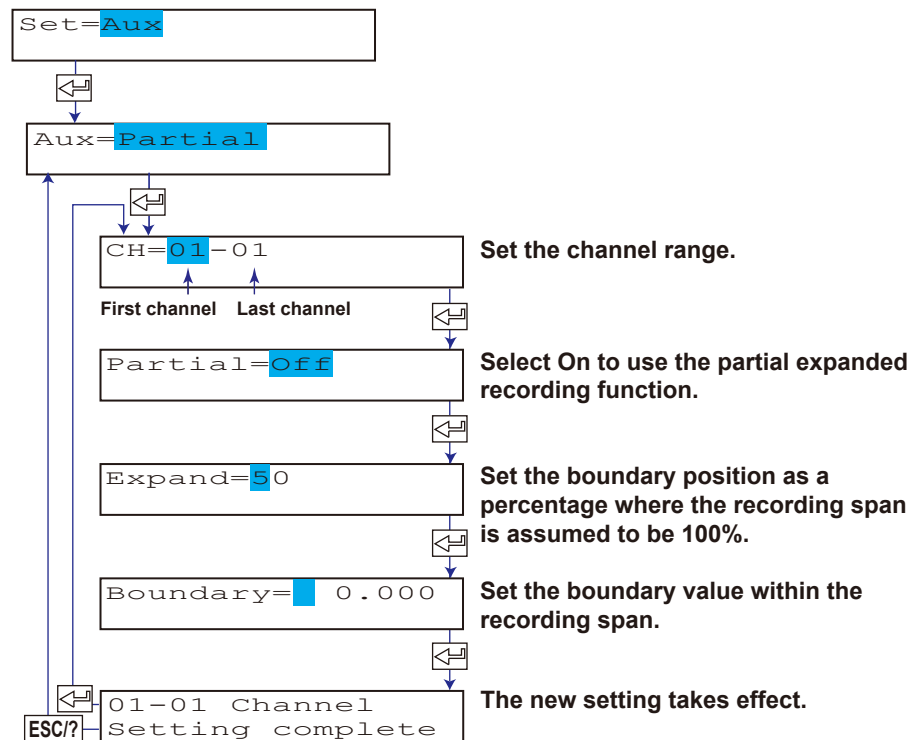 Set=Aux
Aux=Partial
CH=01-01
Set the channel range.
First channel Last channel
Partial=Off
Select On to use the partial expanded
recording function.
Expand=50
Set the boundary position as a
percentage where the recording span
is assumed to be 100%.
Boundary= 0.000
Set the boundary value within the
recording span.
01-01 Channel
Setting complete
The new setting takes effect.
ESC/?